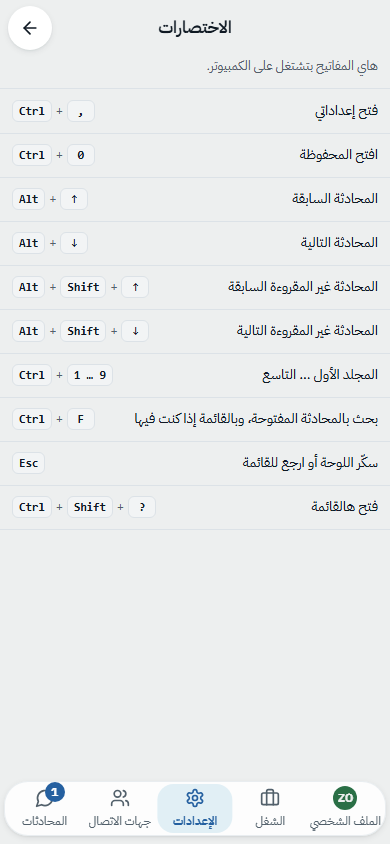 الاختصارات
هاي المفاتيح بتشتغل على الكمبيوتر.
فتح إعداداتي Ctrl + ,
افتح المحفوظة Ctrl + 0
المحادثة السابقة Alt + ↑
المحادثة التالية Alt + ↓
المحادثة غير المقروءة السابقة Alt + Shift + ↑
المحادثة غير المقروءة التالية Alt + Shift + ↓
المجلد الأول ... التاسع Ctrl + 1 … 9
بحث بالمحادثة المفتوحة، وبالقائمة إذا كنت فيها Ctrl + F
سكّر اللوحة أو ارجع للقائمة Esc
فتح هالقائمة Ctrl + Shift + ?
ZO 1
الملف الشخصي الشغل الإعدادات جهات الاتصال المحادثات